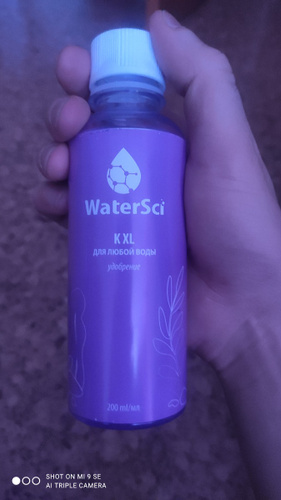 WaterSci
K XL
ДЛЯ ЛЮБОЙ ВОДЫ
удобрение
200 ml/мл
SHOT ON MI 9 SE
AI TRIPLE CAMERA